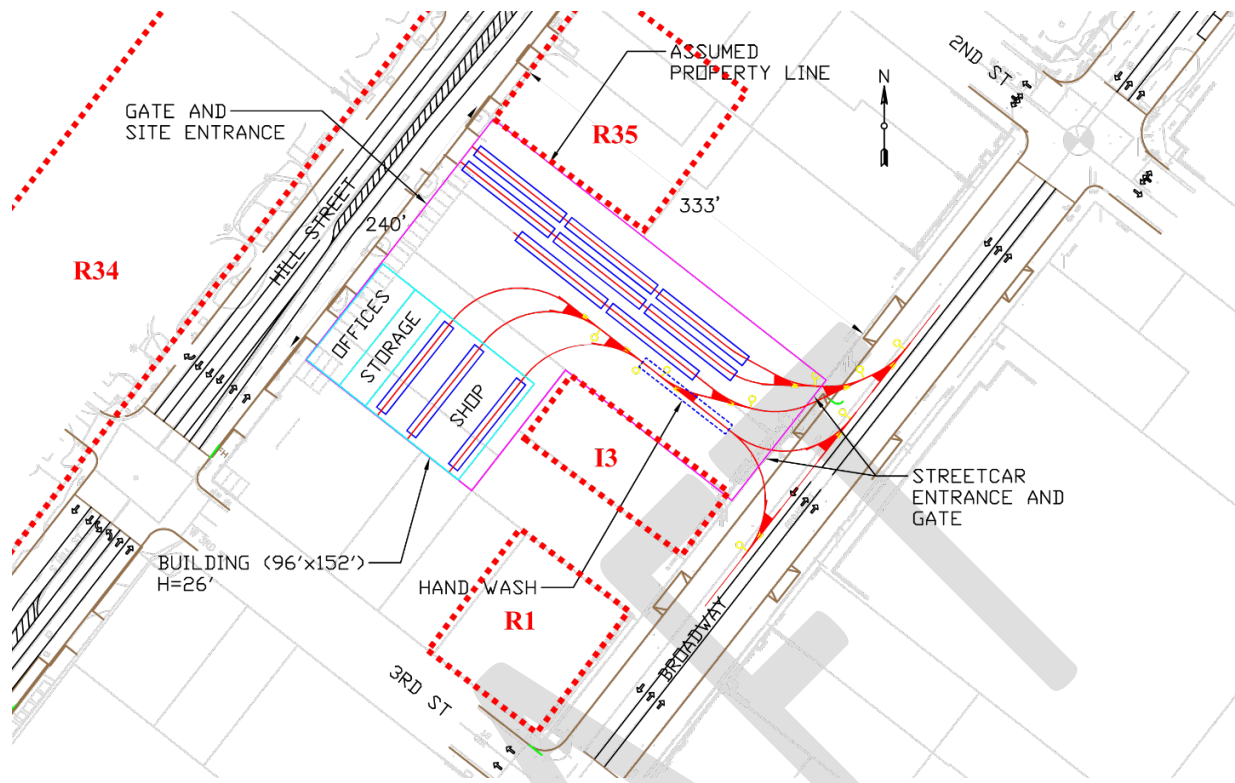 2ND ST
ASSUMED
PROPERTY LINE
N
GATE AND
SITE ENTRANCE
R35
333'
HILL STREET
240'
R34
OFFICES
STORAGE
SHOP
I3
STREETCAR
ENTRANCE AND
GATE
BUILDING (96'x152')
H=26'
HAND WASH
R1
BROADWAY
3RD ST